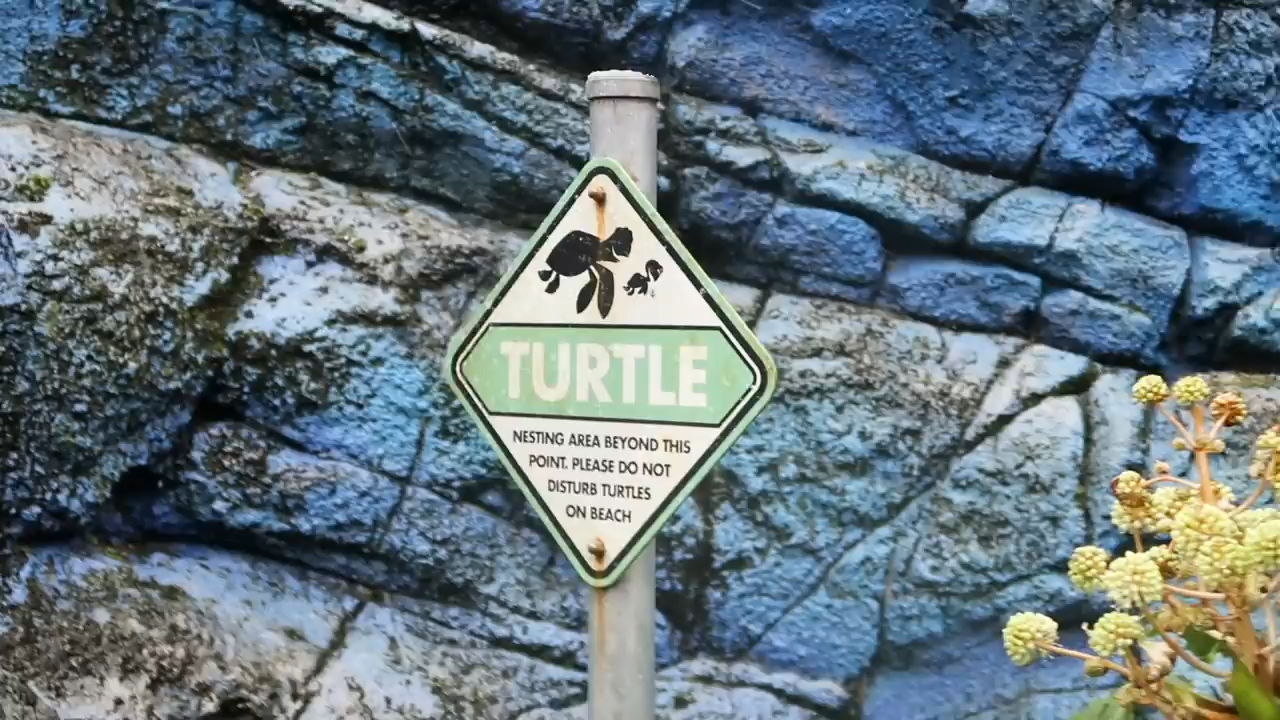 TURTLE
NESTING AREA BEYOND THIS
POINT. PLEASE DO NOT
DISTURB TURTLES
ON BEACH